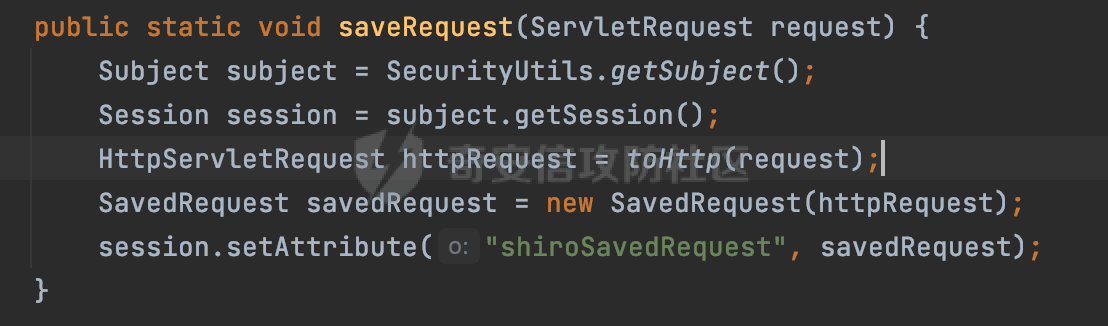 public static void saveRequest(ServletRequest request) {
Subject subject = SecurityUtils.getSubject();
Session session = subject.getSession();
HttpServletRequest httpRequest = toHttp(request);
奇安信攻防社区
SavedRequest savedRequest = new SavedRequest(httpRequest);
session.setAttribute( o: "shiroSavedRequest", savedRequest);
}